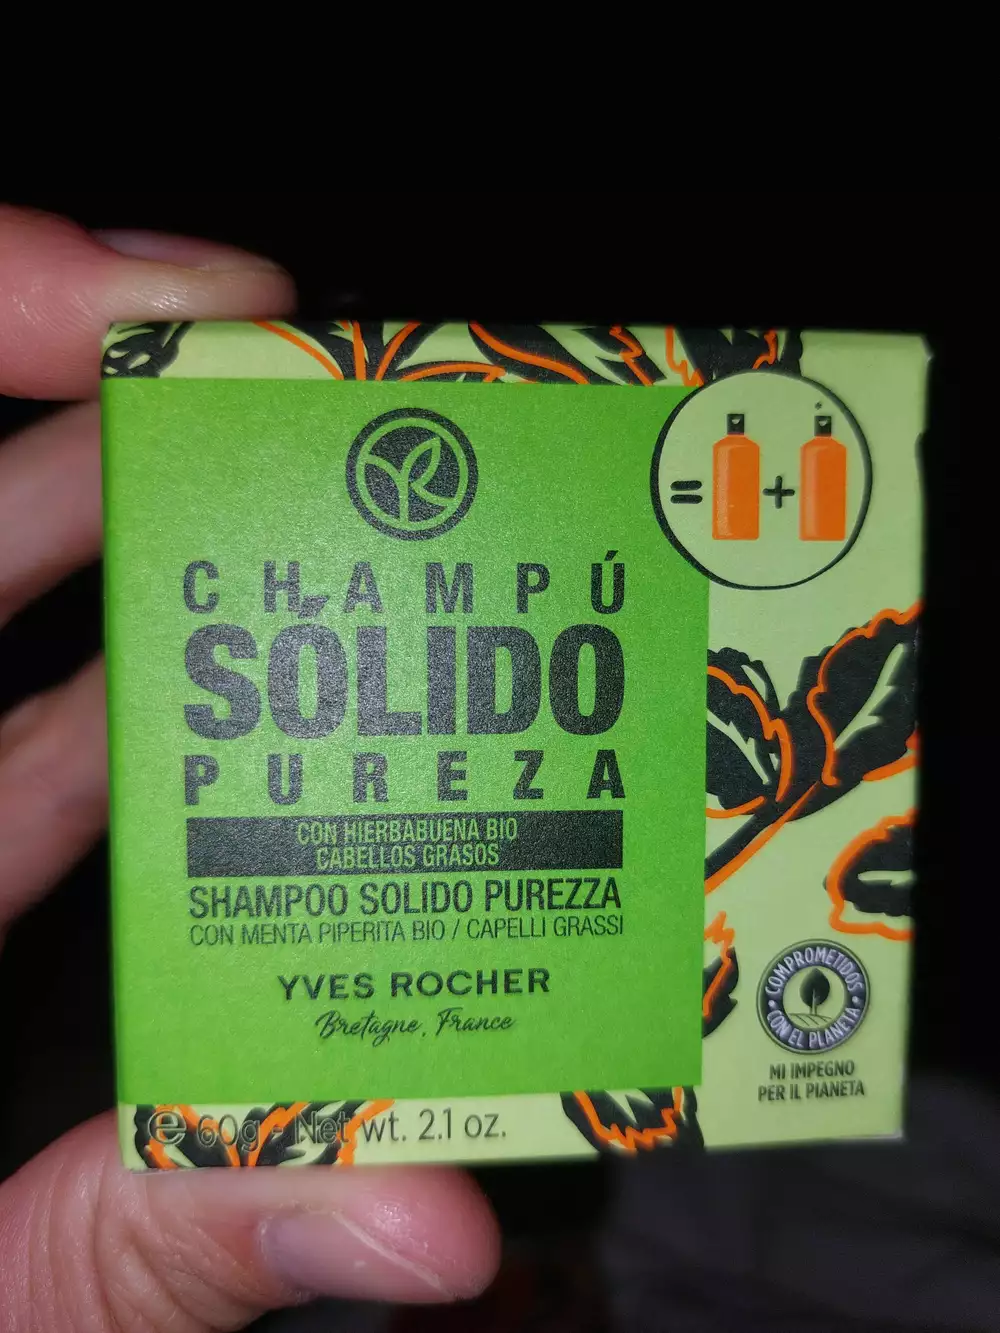 YR
= +
CHAMPÚ
SÓLIDO
PUREZA
CON HIERBABUENA BIO
CABELLOS GRASOS
SHAMPOO SOLIDO PUREZZA
CON MENTA PIPERITA BIO / CAPELLI GRASSI
YVES ROCHER
Bretagne, France
COMPROMETIDOS
CON EL PLANETA
MI IMPEGNO
PER IL PIANETA
℮ 60g - Net wt. 2.1 oz.